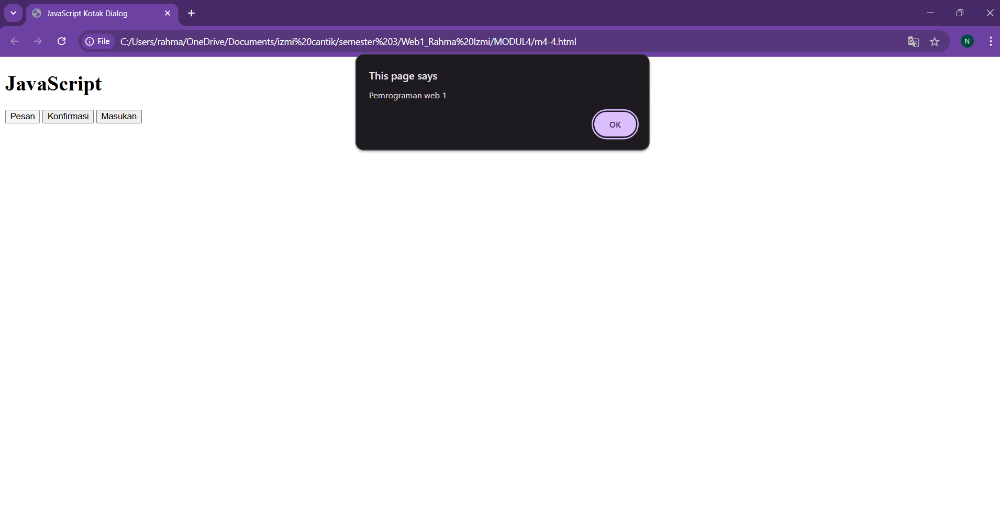 JavaScript Kotak Dialog
File C:/Users/rahma/OneDrive/Documents/izmi%20cantik/semester%203/Web1_Rahma%20Izmi/MODUL4/m4-4.html
N
This page says
Pemrograman web 1
OK
JavaScript
Pesan Konfirmasi Masukan